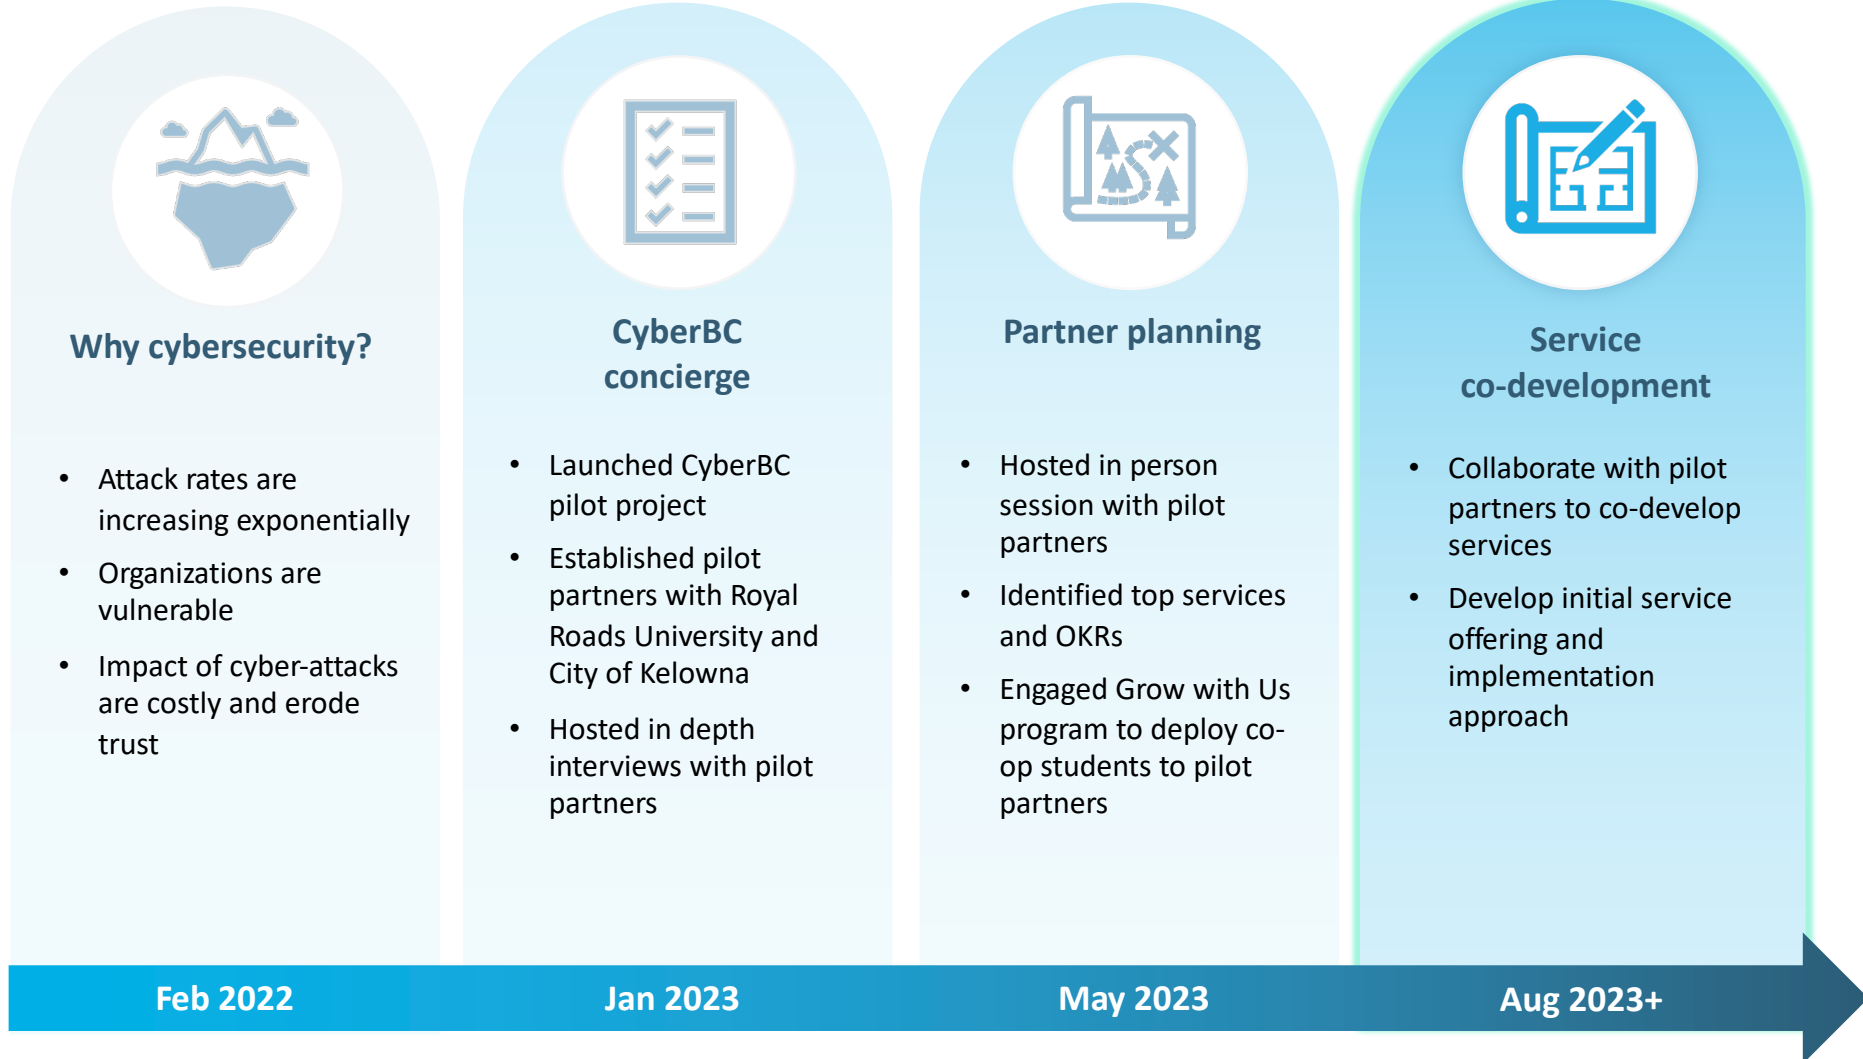 Why cybersecurity?
• Attack rates are
increasing exponentially
• Organizations are
vulnerable
• Impact of cyber-attacks
are costly and erode
trust
Feb 2022
CyberBC
concierge
• Launched CyberBC
pilot project
• Established pilot
partners with Royal
Roads University and
City of Kelowna
• Hosted in depth
interviews with pilot
partners
Jan 2023
Partner planning
• Hosted in person
session with pilot
partners
• Identified top services
and OKRs
• Engaged Grow with Us
program to deploy co-
op students to pilot
partners
May 2023
Service
co-development
• Collaborate with pilot
partners to co-develop
services
• Develop initial service
offering and
implementation
approach
Aug 2023+